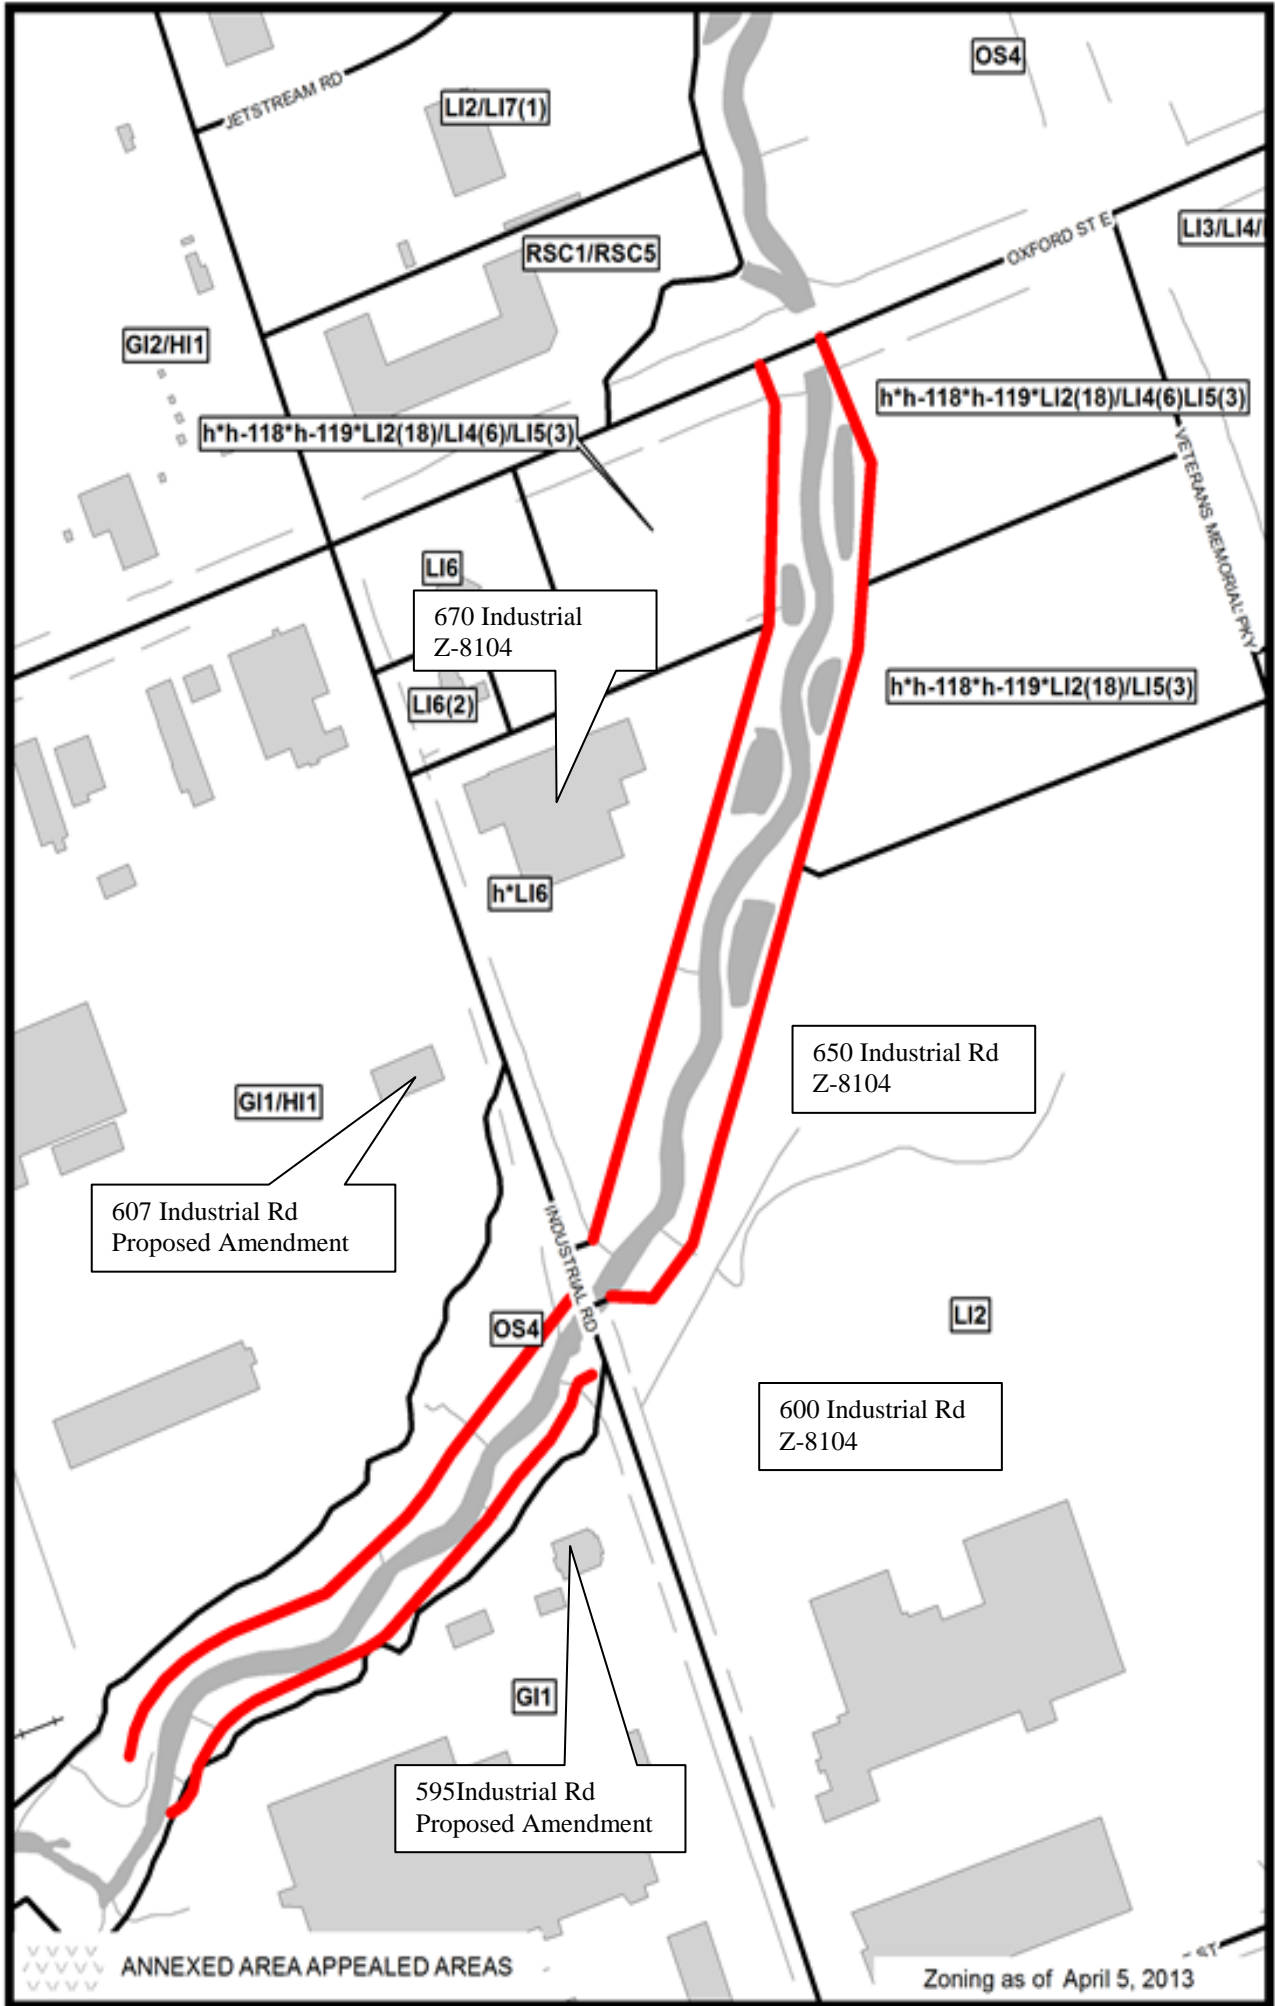 OS4
JETSTREAM RD
LI2/LI7(1)
OXFORD ST E
LI3/LI4/
RSC1/RSC5
GI2/HI1
h*h-118*h-119*LI2(18)/LI4(6)LI5(3)
h*h-118*h-119*LI2(18)/LI4(6)/LI5(3)
VETERANS MEMORIAL PKY
LI6
670 Industrial
Z-8104
h*h-118*h-119*LI2(18)/LI5(3)
LI6(2)
h*LI6
650 Industrial Rd
Z-8104
GI1/HI1
607 Industrial Rd
Proposed Amendment
INDUSTRIAL RD
OS4
LI2
600 Industrial Rd
Z-8104
GI1
595Industrial Rd
Proposed Amendment
ST
ANNEXED AREA APPEALED AREAS
Zoning as of April 5, 2013